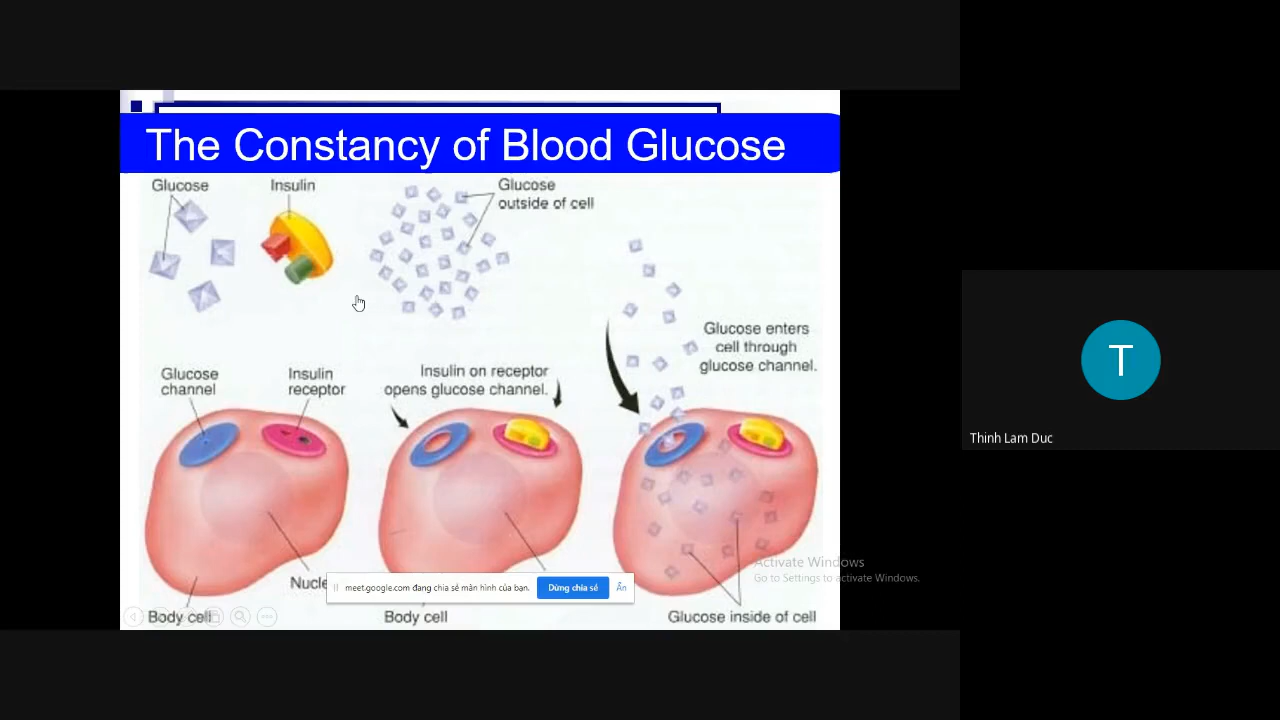 The Constancy of Blood Glucose
Glucose
Insulin
Glucose
outside of cell
Glucose enters
cell through
glucose channel.
Glucose
channel
Insulin
receptor
Insulin on receptor
opens glucose channel.
T
Thinh Lam Duc
Activate Windows
Go to Settings to activate Windows.
Nucle
meet.google.com đang chia sẻ màn hình của bạn.
Dừng chia sẻ
Ẩn
Body cell
Body cell
Glucose inside of cell